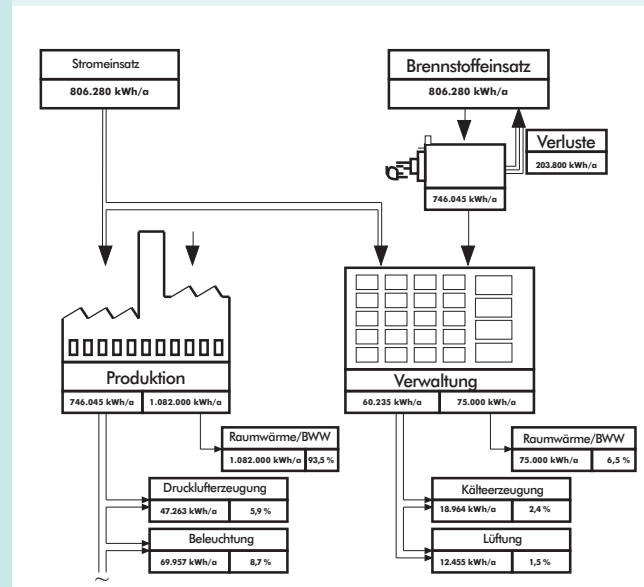 Stromeinsatz
806.280 kWh/a
Brennstoffeinsatz
806.280 kWh/a
Verluste
203.800 kWh/a
746.045 kWh/a
Produktion
746.045 kWh/a 1.082.000 kWh/a
Verwaltung
60.235 kWh/a 75.000 kWh/a
Raumwärme/BWW
1.082.000 kWh/a 93,5 %
Raumwärme/BWW
75.000 kWh/a 6,5 %
Drucklufterzeugung
47.263 kWh/a 5,9 %
Kälteerzeugung
18.964 kWh/a 2,4 %
Beleuchtung
69.957 kWh/a 8,7 %
Lüftung
12.455 kWh/a 1,5 %
~